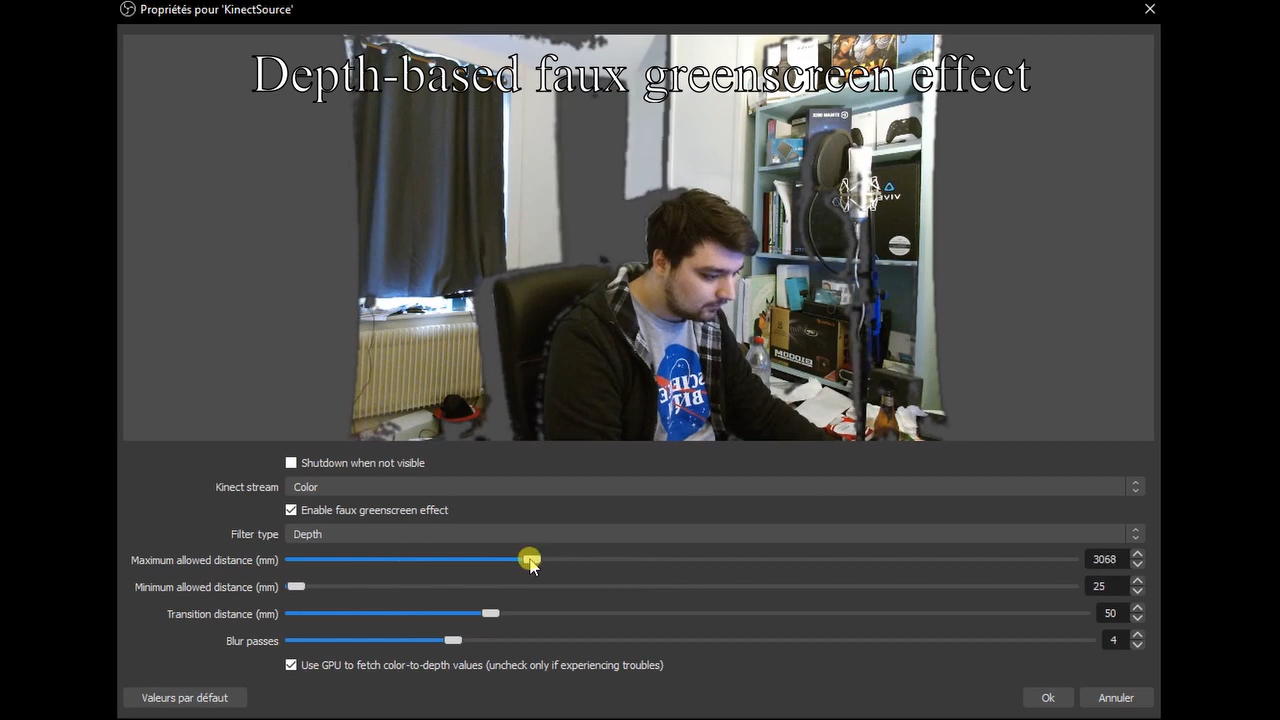 Propriétés pour 'KinectSource'
Depth-based faux greenscreen effect
VIVE
SCIENCE
Shutdown when not visible
Kinect stream Color
Enable faux greenscreen effect
Filter type Depth
Maximum allowed distance (mm) 3068
Minimum allowed distance (mm) 25
Transition distance (mm) 50
Blur passes 4
Use GPU to fetch color-to-depth values (uncheck only if experiencing troubles)
Valeurs par défaut Ok Annuler